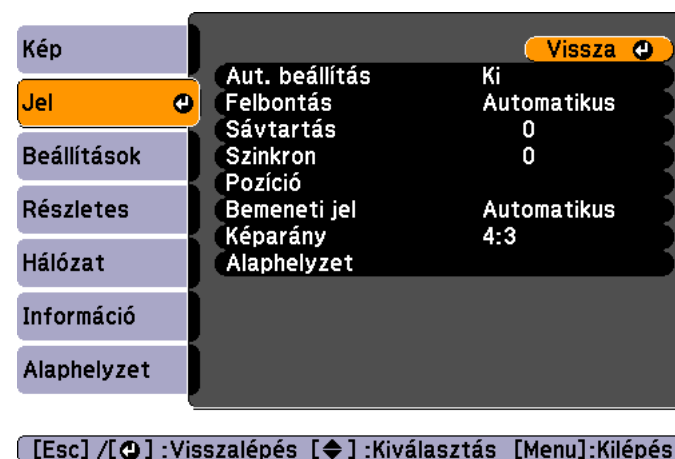 Kép
Jel
Beállítások
Részletes
Hálózat
Információ
Alaphelyzet
Vissza
Aut. beállítás Ki
Felbontás Automatikus
Sávtartás 0
Szinkron 0
Pozíció
Bemeneti jel Automatikus
Képarány 4:3
Alaphelyzet
[Esc] /[ ] :Visszalépés [ ] :Kiválasztás [Menu]:Kilépés